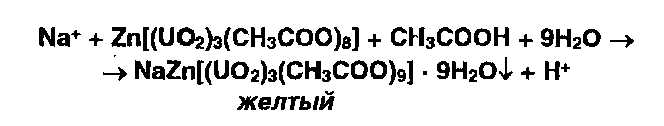 Na⁺ + Zn[(UO₂)₃(CH₃COO)₈] + CH₃COOH + 9H₂O →
→ NaZn[(UO₂)₃(CH₃COO)₉] · 9H₂O↓ + H⁺
желтый